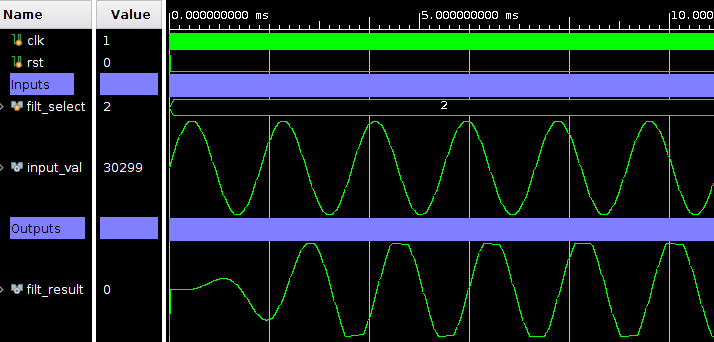 Name Value 0.000000000 ms 5.000000000 ms 10.000
clk 1
rst 0
Inputs
filt_select 2 2
input_val 30299
Outputs
filt_result 0